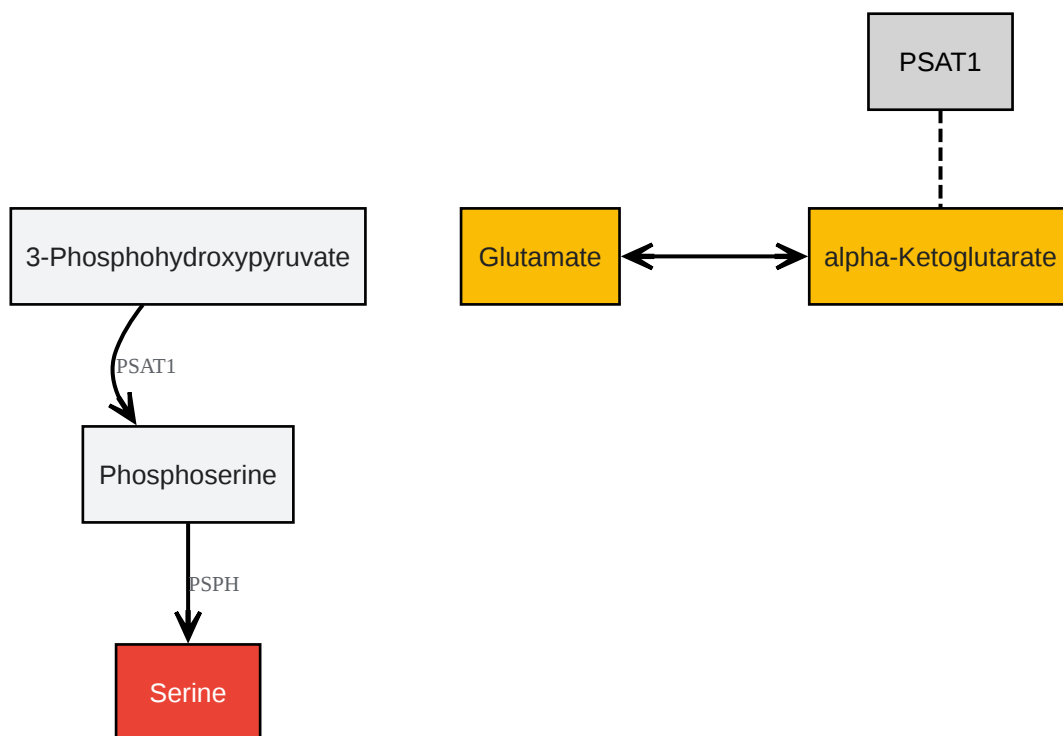 PSAT1
3-Phosphohydroxypyruvate
Glutamate
alpha-Ketoglutarate
PSAT1
Phosphoserine
PSPH
Serine